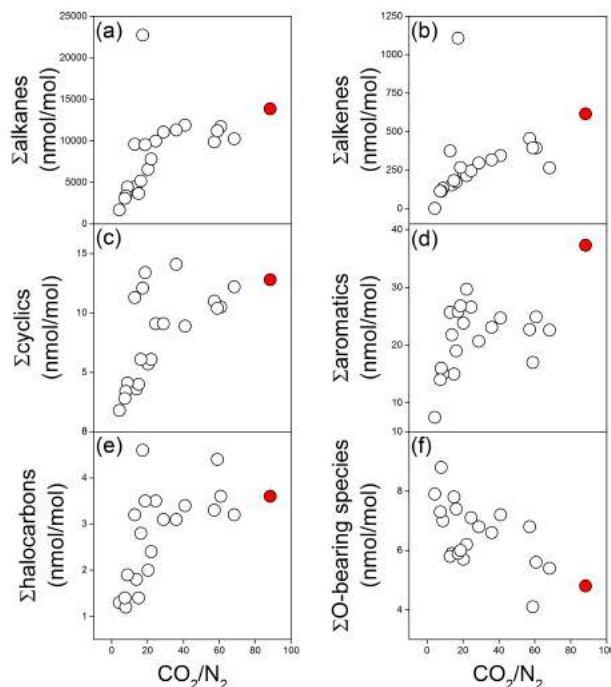 (a)
Σalkanes
(nmol/mol)
25000
20000
15000
10000
5000
0
(b)
Σalkenes
(nmol/mol)
1250
1000
750
500
250
0
(c)
Σcyclics
(nmol/mol)
15
10
5
0
(d)
Σaromatics
(nmol/mol)
40
30
20
10
(e)
Σhalocarbons
(nmol/mol)
4
3
2
1
0 20 40 60 80 100
CO₂/N₂
(f)
ΣO-bearing species
(nmol/mol)
8
6
4
0 20 40 60 80 100
CO₂/N₂